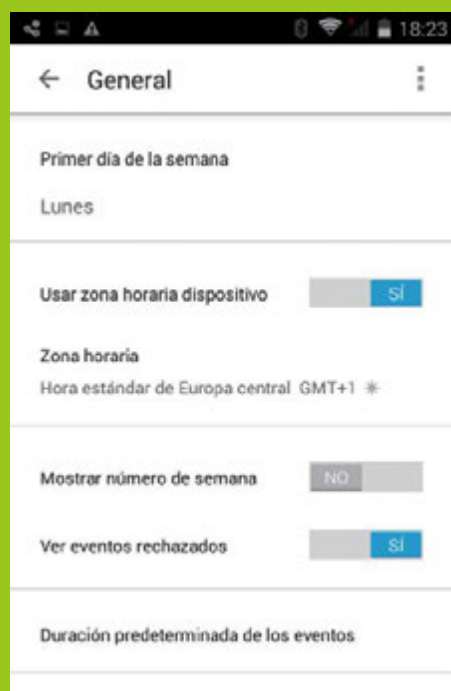 18:23
General
Primer día de la semana
Lunes
Usar zona horaria dispositivo SÍ
Zona horaria
Hora estándar de Europa central GMT+1
Mostrar número de semana NO
Ver eventos rechazados SÍ
Duración predeterminada de los eventos